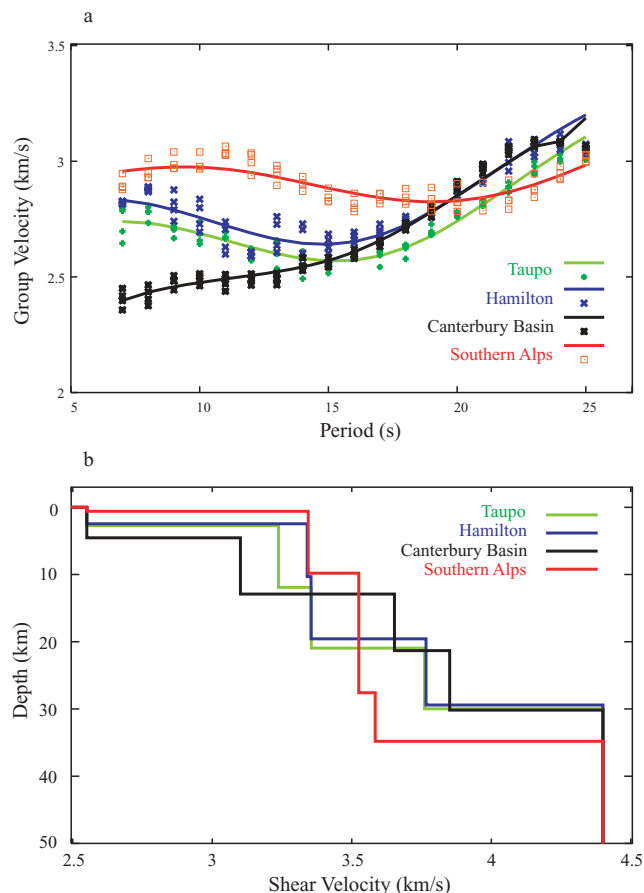 a
3.5
3
2.5
2
Group Velocity (km/s)
Taupo
Hamilton
Canterbury Basin
Southern Alps
5 10 15 20 25
Period (s)
b
0
10
20
30
40
50
Depth (km)
Taupo
Hamilton
Canterbury Basin
Southern Alps
2.5 3 3.5 4 4.5
Shear Velocity (km/s)